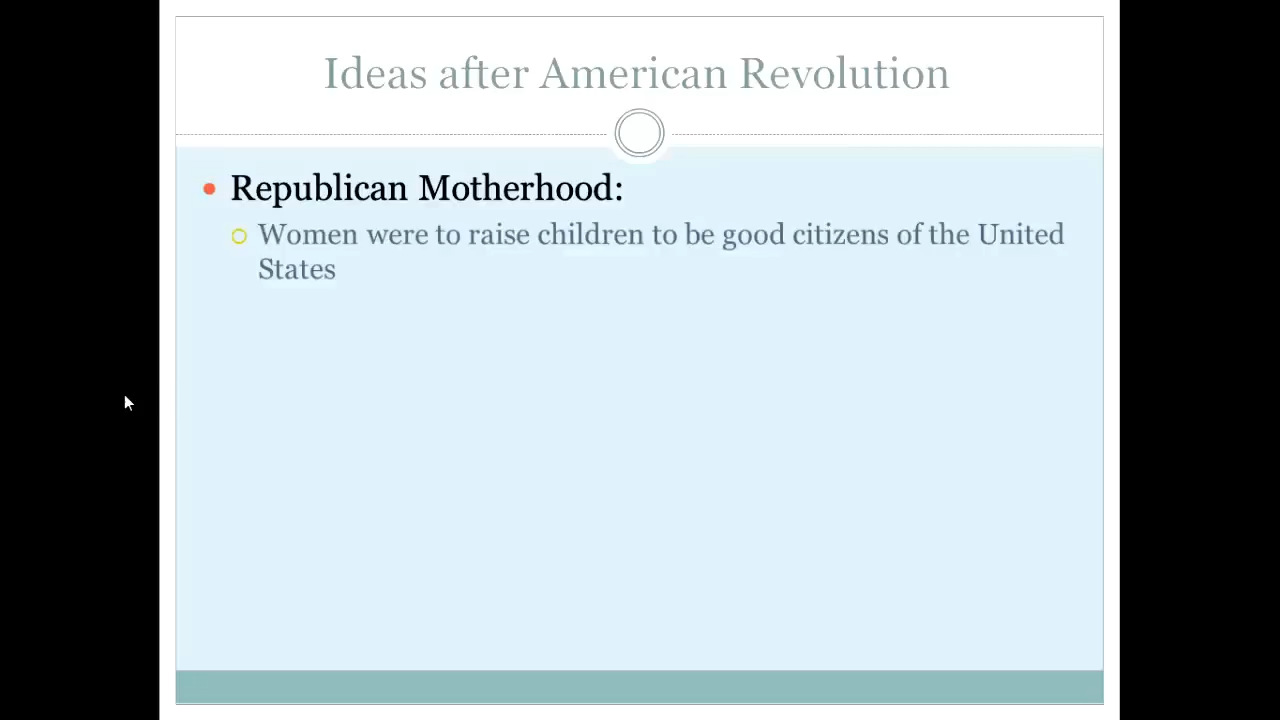 Ideas after American Revolution
Republican Motherhood:
Women were to raise children to be good citizens of the United
States